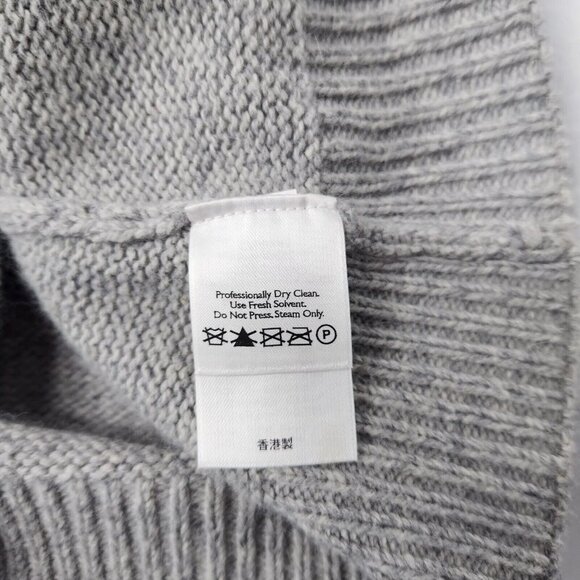 Professionally Dry Clean.
Use Fresh Solvent.
Do Not Press. Steam Only.
P
香港製